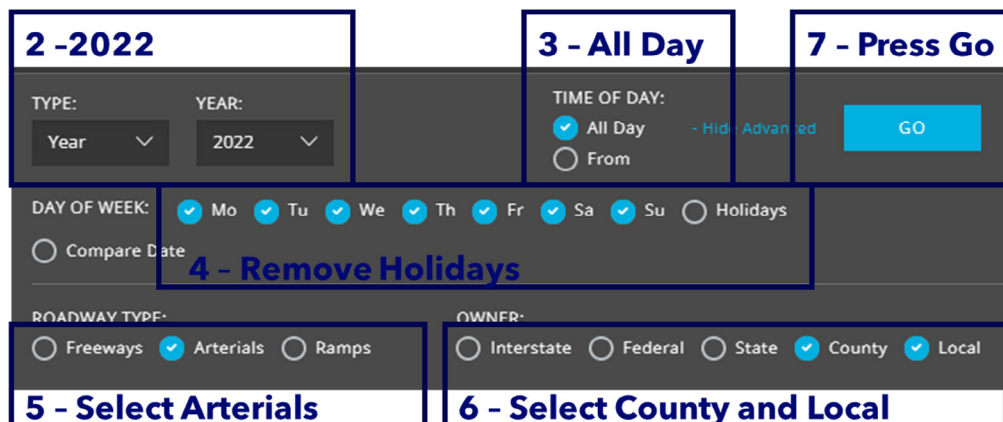 2 -2022
3 - All Day
7 - Press Go
TYPE:
YEAR:
TIME OF DAY:
Year
2022
All Day
- Hide Advanced
GO
From
DAY OF WEEK:
Mo
Tu
We
Th
Fr
Sa
Su
Holidays
Compare Date
4 - Remove Holidays
ROADWAY TYPE:
OWNER:
Freeways
Arterials
Ramps
Interstate
Federal
State
County
Local
5 - Select Arterials
6 - Select County and Local